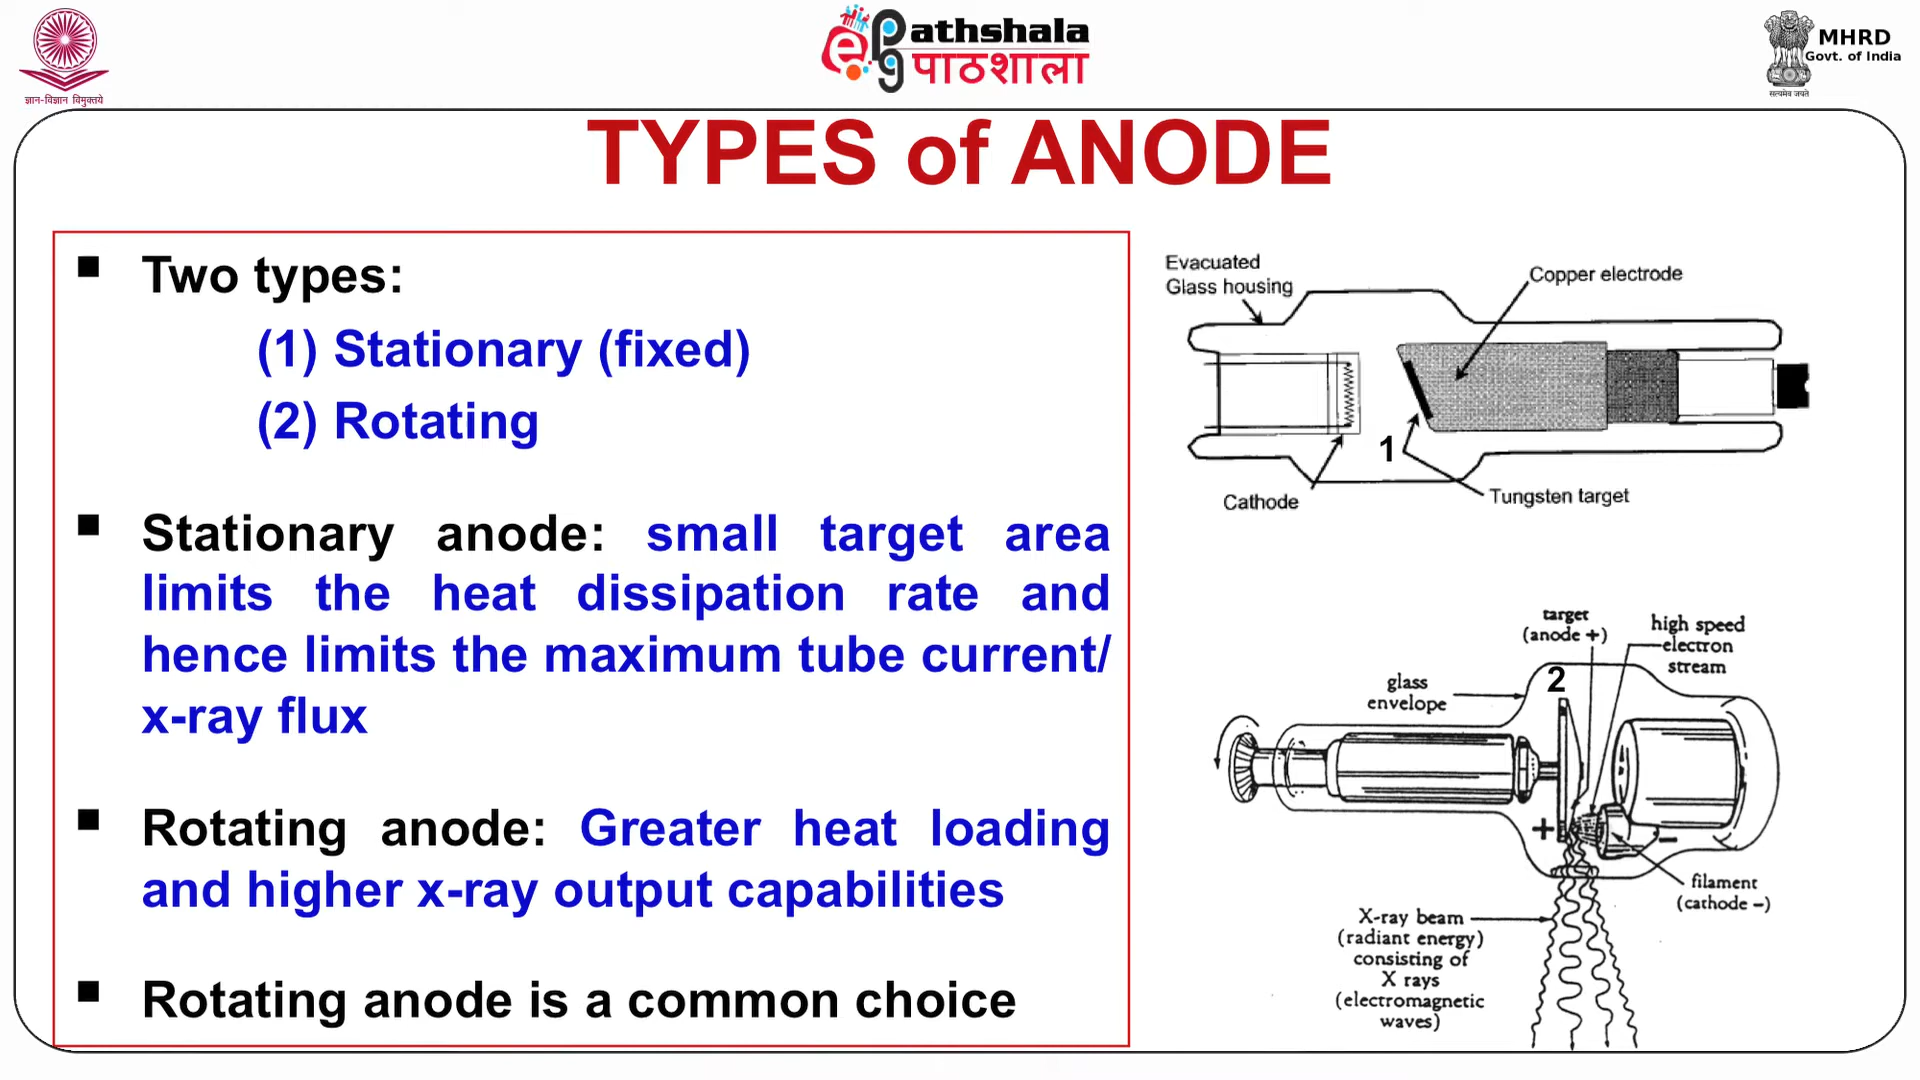 ज्ञान-विज्ञान विमुक्तये
ePGpathshala
पाठशाला
MHRD
Govt. of India
सत्यमेव जयते
TYPES of ANODE
▪ Two types:
(1) Stationary (fixed)
(2) Rotating
▪ Stationary anode: small target area
limits the heat dissipation rate and
hence limits the maximum tube current/
x-ray flux
▪ Rotating anode: Greater heat loading
and higher x-ray output capabilities
▪ Rotating anode is a common choice
Evacuated
Glass housing
Copper electrode
1
Cathode
Tungsten target
target
(anode +)
high speed
electron
stream
2
glass
envelope
+
−
filament
(cathode −)
X-ray beam
(radiant energy)
consisting of
X rays
(electromagnetic
waves)